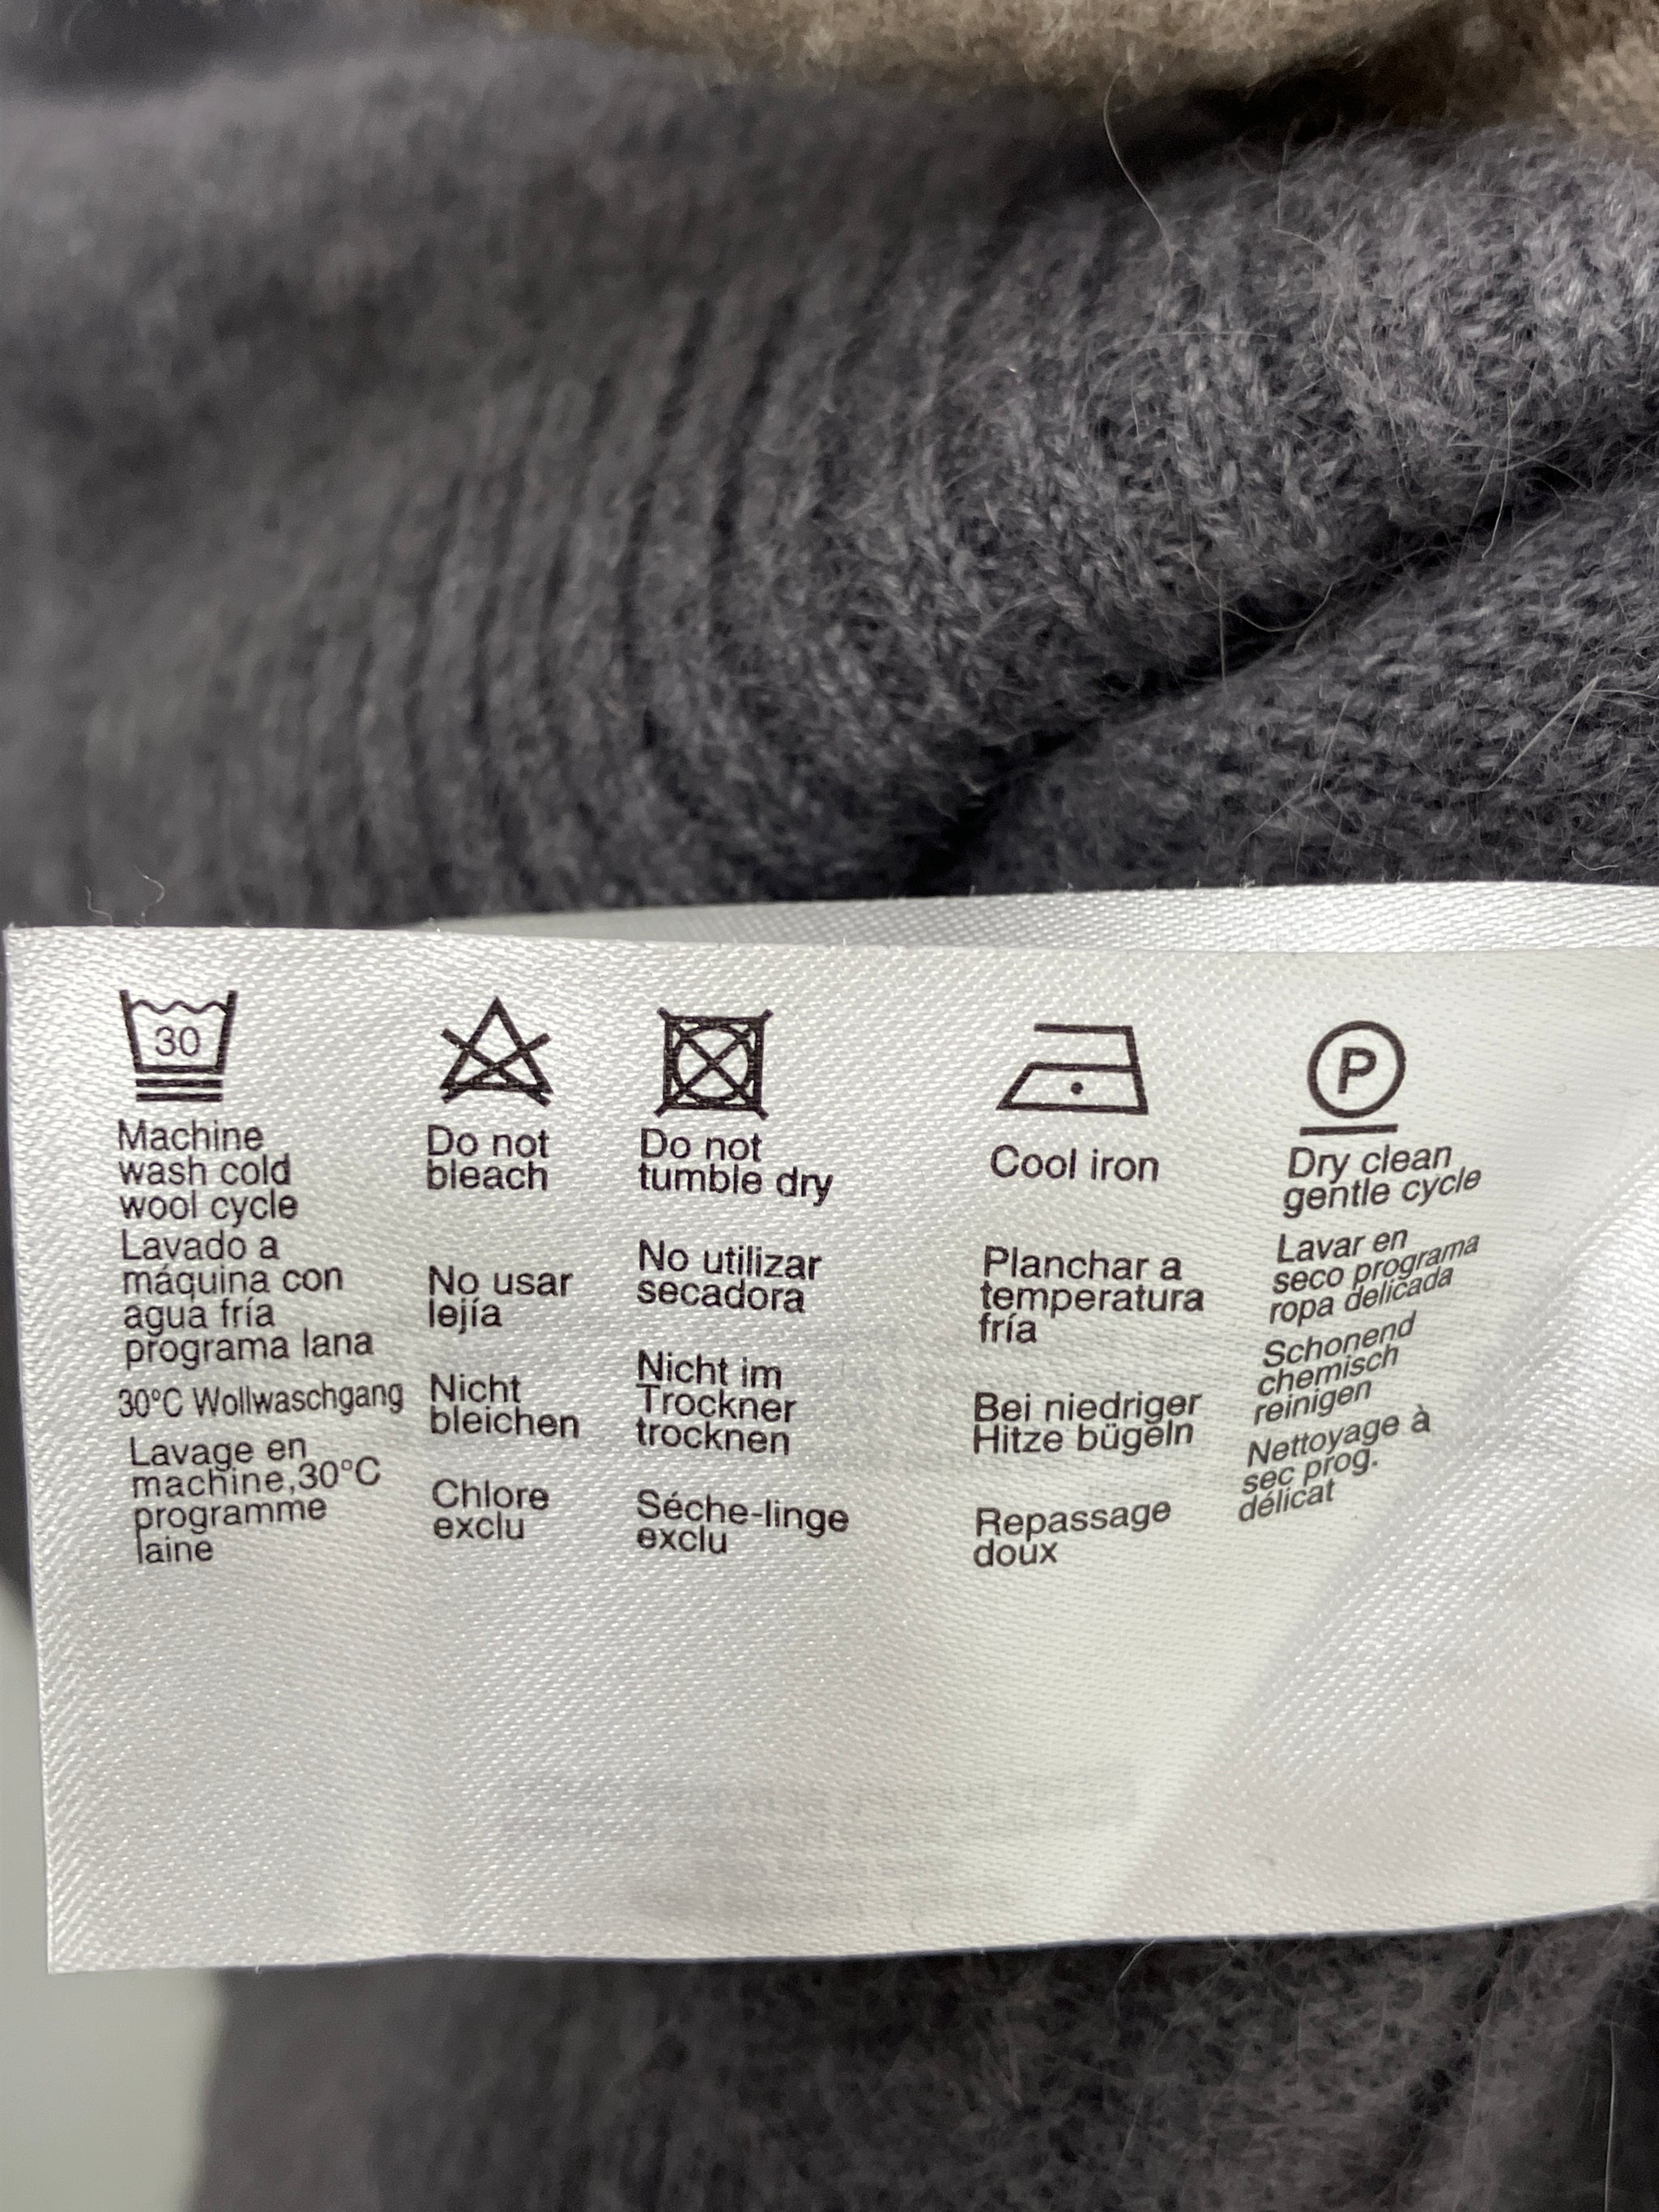 30
Machine
wash cold
wool cycle
Lavado a
máquina con
agua fría
programa lana
30°C Wollwaschgang
Lavage en
machine,30°C
programme
laine
Do not
bleach
No usar
lejía
Nicht
bleichen
Chlore
exclu
Do not
tumble dry
No utilizar
secadora
Nicht im
Trockner
trocknen
Séche-linge
exclu
Cool iron
Planchar a
temperatura
fría
Bei niedriger
Hitze bügeln
Repassage
doux
P
Dry clean
gentle cycle
Lavar en
seco programa
ropa delicada
Schonend
chemisch
reinigen
Nettoyage à
sec prog.
délicat